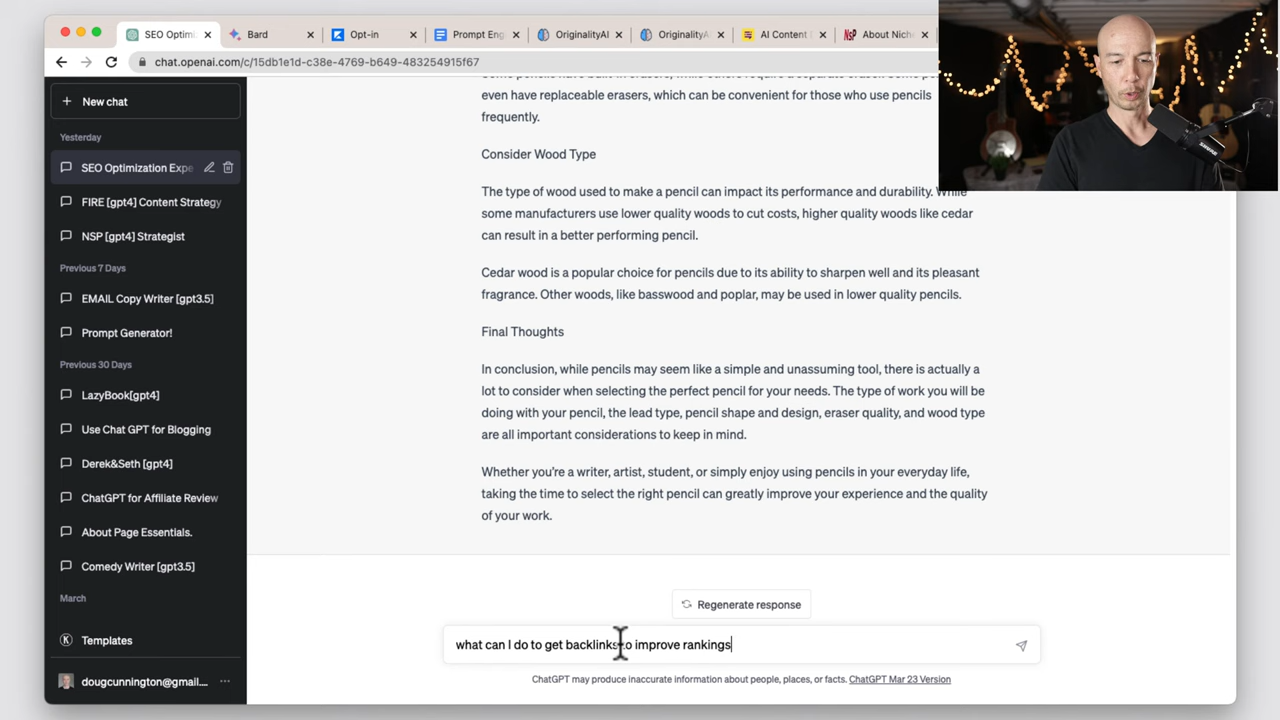 SEO Optimi
Bard
Opt-in
Prompt Eng
OriginalityAI
OriginalityA
AI Content
NSP
About Nich
chat.openai.com/c/15db1e1d-c38e-4769-b649-483254915f67
New chat
Yesterday
SEO Optimization Expe
FIRE [gpt4] Content Strategy
NSP [gpt4] Strategist
Previous 7 Days
EMAIL Copy Writer [gpt3.5]
Prompt Generator!
Previous 30 Days
LazyBook[gpt4]
Use Chat GPT for Blogging
Derek&Seth [gpt4]
ChatGPT for Affiliate Review
About Page Essentials.
Comedy Writer [gpt3.5]
March
Templates
dougcunnington@gmail....
even have replaceable erasers, which can be convenient for those who use pencils
frequently.
Consider Wood Type
The type of wood used to make a pencil can impact its performance and durability. While
some manufacturers use lower quality woods to cut costs, higher quality woods like cedar
can result in a better performing pencil.
Cedar wood is a popular choice for pencils due to its ability to sharpen well and its pleasant
fragrance. Other woods, like basswood and poplar, may be used in lower quality pencils.
Final Thoughts
In conclusion, while pencils may seem like a simple and unassuming tool, there is actually a
lot to consider when selecting the perfect pencil for your needs. The type of work you will be
doing with your pencil, the lead type, pencil shape and design, eraser quality, and wood type
are all important considerations to keep in mind.
Whether you're a writer, artist, student, or simply enjoy using pencils in your everyday life,
taking the time to select the right pencil can greatly improve your experience and the quality
of your work.
Regenerate response
what can I do to get backlinks to improve rankings
ChatGPT may produce inaccurate information about people, places, or facts. ChatGPT Mar 23 Version